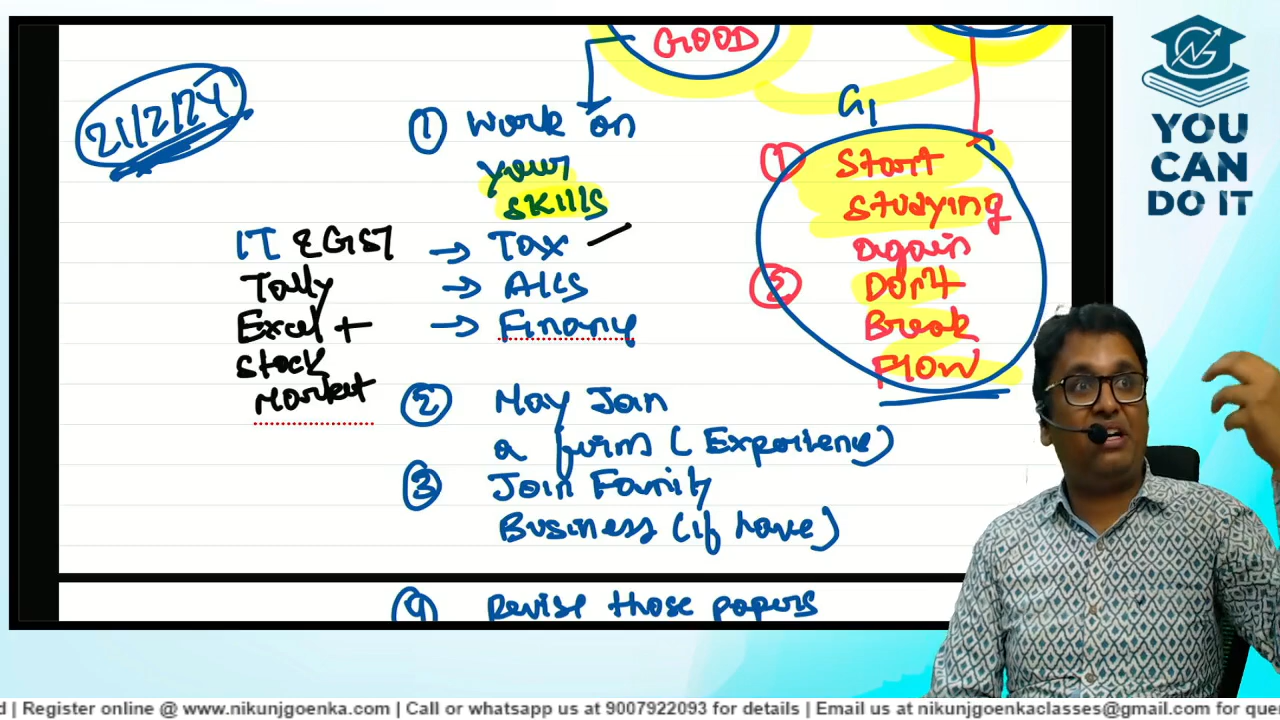 GOOD
21/2/24
① Work on
your
skills
IT & GST → Tax
Tally → A/cs
Excel + → Finany
Stock
Market
② May Join
a firm (Experience)
③ Join Family
Business (if have)
④ Revise those papers
G1
① Start
studying
again
② Don't
Break
Flow
NG
YOU
CAN
DO IT
d | Register online @ www.nikunjgoenka.com | Call or whatsapp us at 9007922093 for details | Email us at nikunjgoenkaclasses@gmail.com for que